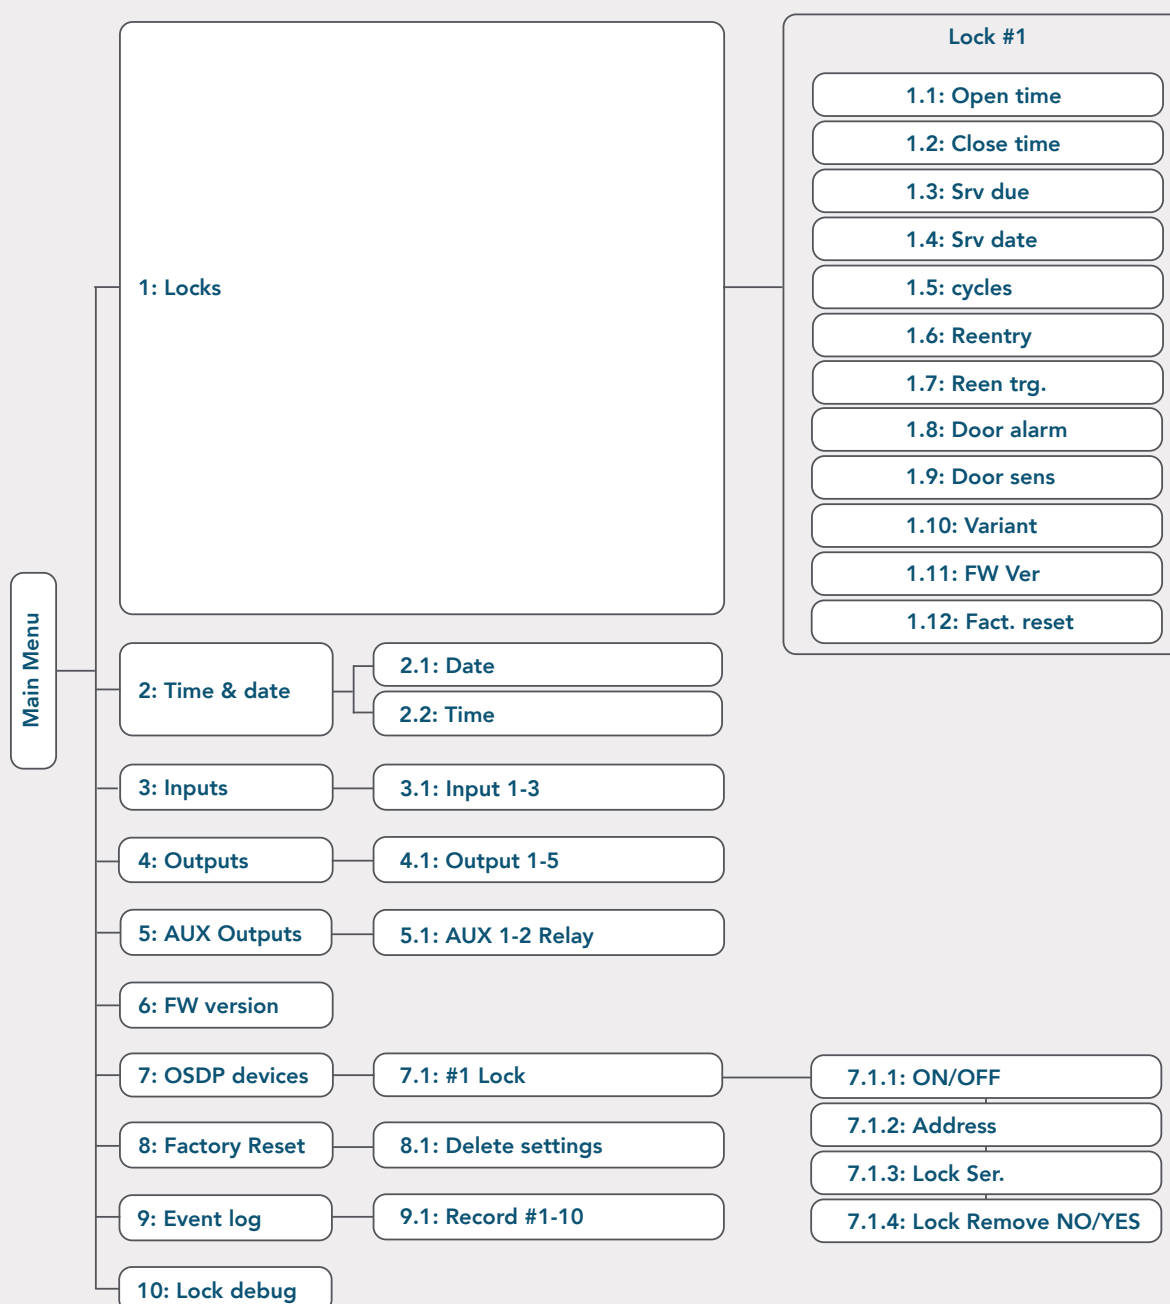 Main Menu
1: Locks
Lock #1
1.1: Open time
1.2: Close time
1.3: Srv due
1.4: Srv date
1.5: cycles
1.6: Reentry
1.7: Reen trg.
1.8: Door alarm
1.9: Door sens
1.10: Variant
1.11: FW Ver
1.12: Fact. reset
2: Time & date
2.1: Date
2.2: Time
3: Inputs
3.1: Input 1-3
4: Outputs
4.1: Output 1-5
5: AUX Outputs
5.1: AUX 1-2 Relay
6: FW version
7: OSDP devices
7.1: #1 Lock
7.1.1: ON/OFF
7.1.2: Address
7.1.3: Lock Ser.
7.1.4: Lock Remove NO/YES
8: Factory Reset
8.1: Delete settings
9: Event log
9.1: Record #1-10
10: Lock debug